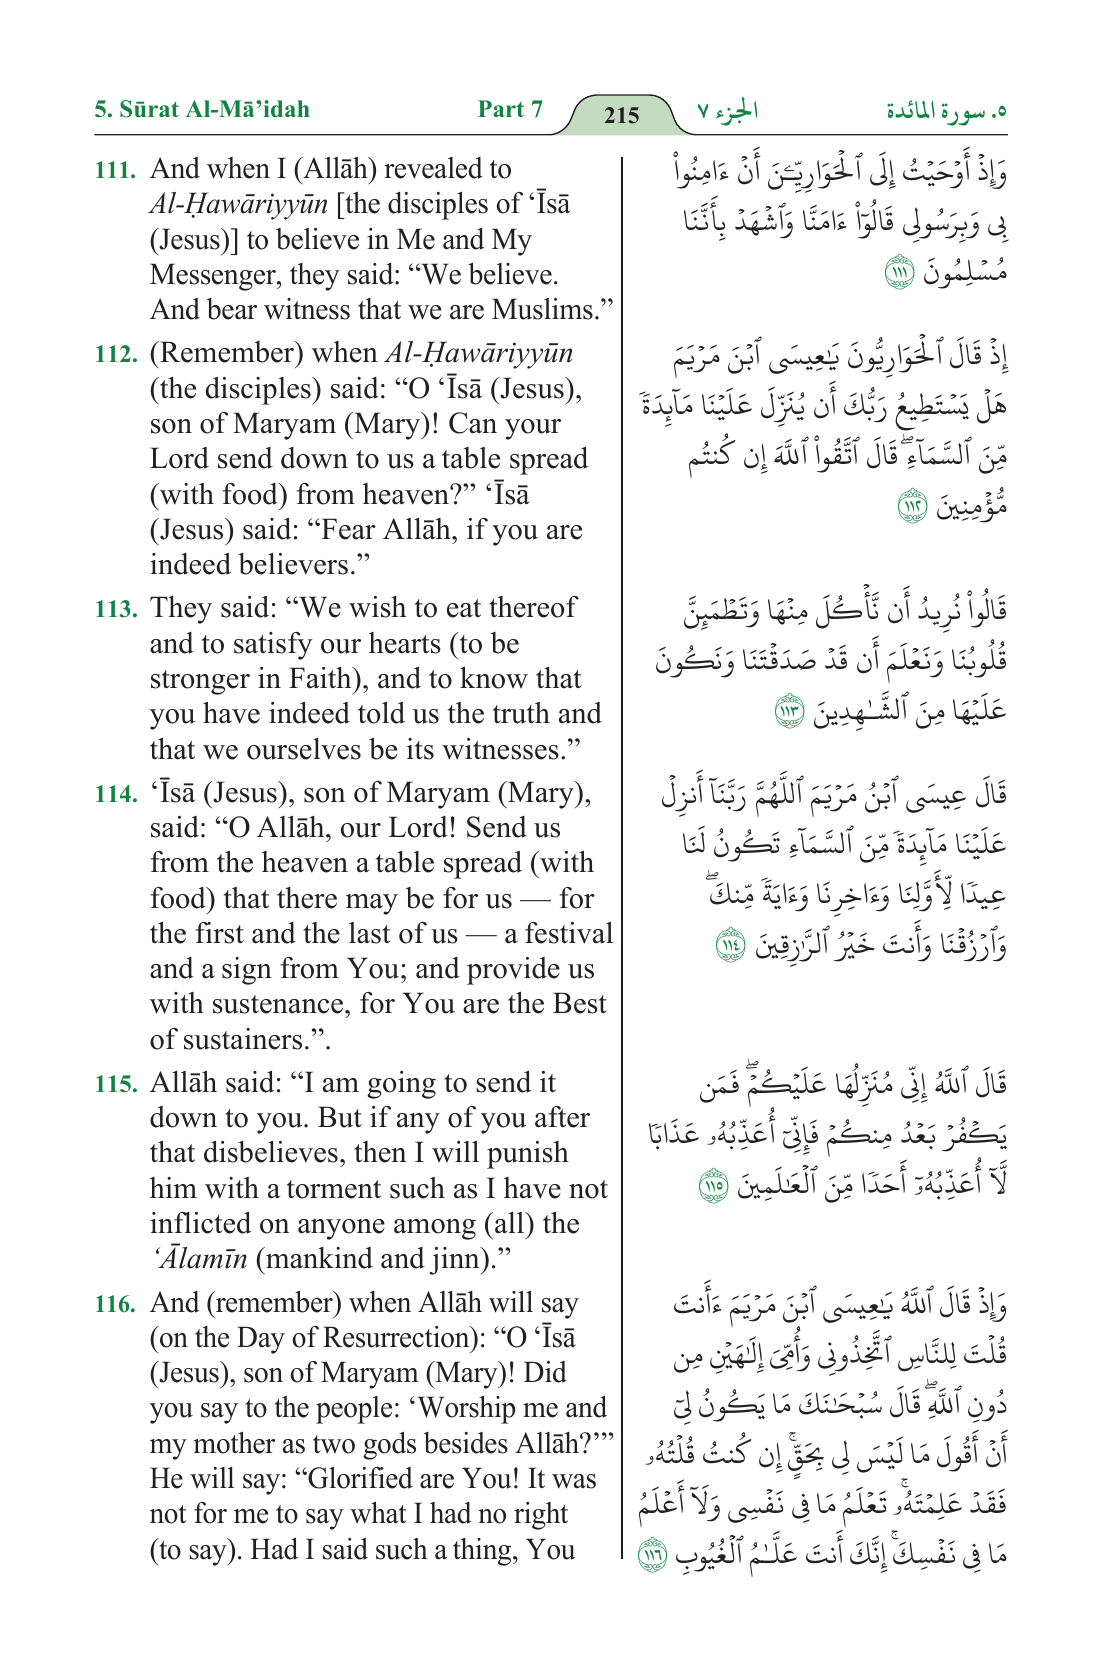 5. Sūrat Al-Mā’idah
Part 7
215
الجزء ٧
٥. سورة المائدة
111. And when I (Allāh) revealed to
Al-Ḥawāriyyūn [the disciples of ‘Īsā
(Jesus)] to believe in Me and My
Messenger, they said: “We believe.
And bear witness that we are Muslims.”
112. (Remember) when Al-Ḥawāriyyūn
(the disciples) said: “O ‘Īsā (Jesus),
son of Maryam (Mary)! Can your
Lord send down to us a table spread
(with food) from heaven?” ‘Īsā
(Jesus) said: “Fear Allāh, if you are
indeed believers.”
113. They said: “We wish to eat thereof
and to satisfy our hearts (to be
stronger in Faith), and to know that
you have indeed told us the truth and
that we ourselves be its witnesses.”
114. ‘Īsā (Jesus), son of Maryam (Mary),
said: “O Allāh, our Lord! Send us
from the heaven a table spread (with
food) that there may be for us — for
the first and the last of us — a festival
and a sign from You; and provide us
with sustenance, for You are the Best
of sustainers.”.
115. Allāh said: “I am going to send it
down to you. But if any of you after
that disbelieves, then I will punish
him with a torment such as I have not
inflicted on anyone among (all) the
‘Ālamīn (mankind and jinn).”
116. And (remember) when Allāh will say
(on the Day of Resurrection): “O ‘Īsā
(Jesus), son of Maryam (Mary)! Did
you say to the people: ‘Worship me and
my mother as two gods besides Allāh?’”
He will say: “Glorified are You! It was
not for me to say what I had no right
(to say). Had I said such a thing, You
وَإِذْ أَوْحَيْتُ إِلَى ٱلْحَوَارِيِّـۧنَ أَنْ ءَامِنُوا۟
بِى وَبِرَسُولِى قَالُوٓا۟ ءَامَنَّا وَٱشْهَدْ بِأَنَّنَا
مُسْلِمُونَ ١١١
إِذْ قَالَ ٱلْحَوَارِيُّونَ يَـٰعِيسَى ٱبْنَ مَرْيَمَ
هَلْ يَسْتَطِيعُ رَبُّكَ أَن يُنَزِّلَ عَلَيْنَا مَآئِدَةً
مِّنَ ٱلسَّمَآءِ ۖ قَالَ ٱتَّقُوا۟ ٱللَّهَ إِن كُنتُم
مُّؤْمِنِينَ ١١٢
قَالُوا۟ نُرِيدُ أَن نَّأْكُلَ مِنْهَا وَتَطْمَئِنَّ
قُلُوبُنَا وَنَعْلَمَ أَن قَدْ صَدَقْتَنَا وَنَكُونَ
عَلَيْهَا مِنَ ٱلشَّـٰهِدِينَ ١١٣
قَالَ عِيسَى ٱبْنُ مَرْيَمَ ٱللَّهُمَّ رَبَّنَآ أَنزِلْ
عَلَيْنَا مَآئِدَةً مِّنَ ٱلسَّمَآءِ تَكُونُ لَنَا
عِيدًا لِّأَوَّلِنَا وَءَاخِرِنَا وَءَايَةً مِّنكَ ۖ
وَٱرْزُقْنَا وَأَنتَ خَيْرُ ٱلرَّٰزِقِينَ ١١٤
قَالَ ٱللَّهُ إِنِّى مُنَزِّلُهَا عَلَيْكُمْ ۖ فَمَن
يَكْفُرْ بَعْدُ مِنكُمْ فَإِنِّىٓ أُعَذِّبُهُۥ عَذَابًا
لَّآ أُعَذِّبُهُۥٓ أَحَدًا مِّنَ ٱلْعَـٰلَمِينَ ١١٥
وَإِذْ قَالَ ٱللَّهُ يَـٰعِيسَى ٱبْنَ مَرْيَمَ ءَأَنتَ
قُلْتَ لِلنَّاسِ ٱتَّخِذُونِى وَأُمِّىَ إِلَـٰهَيْنِ مِن
دُونِ ٱللَّهِ ۖ قَالَ سُبْحَـٰنَكَ مَا يَكُونُ لِىٓ
أَنْ أَقُولَ مَا لَيْسَ لِى بِحَقٍّ ۚ إِن كُنتُ قُلْتُهُۥ
فَقَدْ عَلِمْتَهُۥ ۚ تَعْلَمُ مَا فِى نَفْسِى وَلَآ أَعْلَمُ
مَا فِى نَفْسِكَ ۚ إِنَّكَ أَنتَ عَلَّـٰمُ ٱلْغُيُوبِ ١١٦